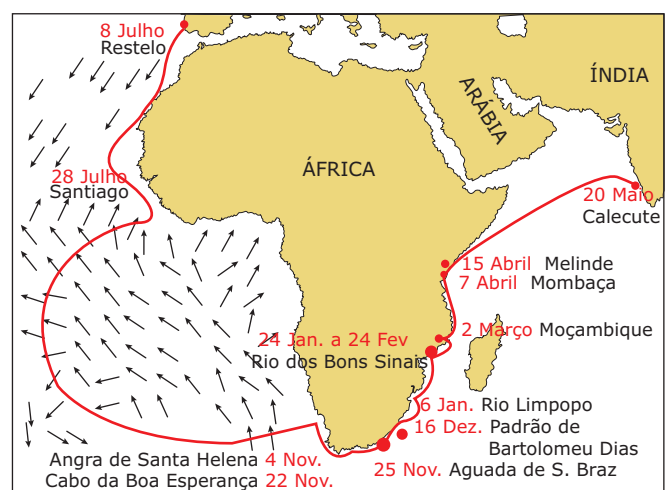 8 Julho
Restelo
ÍNDIA
ARÁBIA
ÁFRICA
28 Julho
Santiago
20 Maio
Calecute
15 Abril Melinde
7 Abril Mombaça
24 Jan. a 24 Fev
Rio dos Bons Sinais
2 Março Moçambique
6 Jan. Rio Limpopo
16 Dez. Padrão de
Bartolomeu Dias
Angra de Santa Helena 4 Nov.
Cabo da Boa Esperança 22 Nov.
25 Nov. Aguada de S. Braz